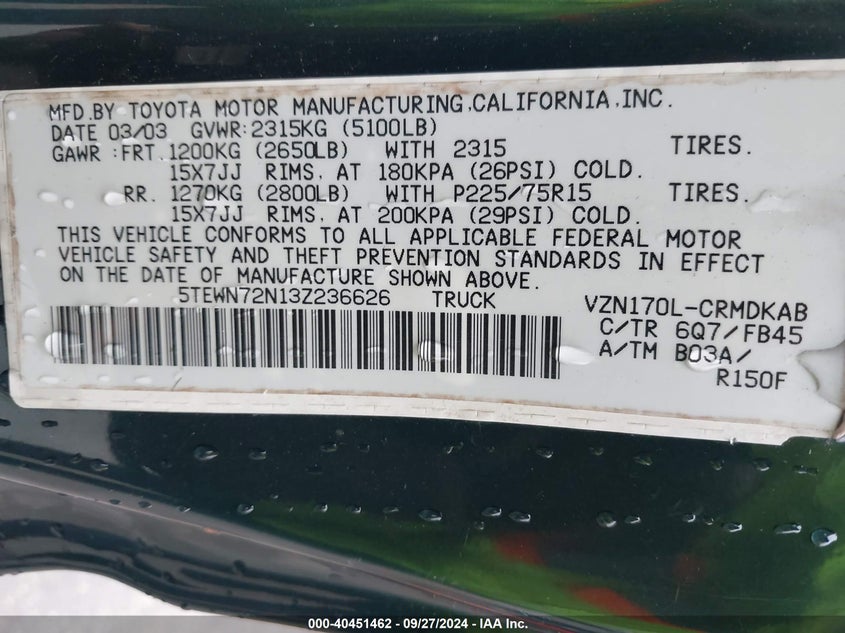 MFD.BY TOYOTA MOTOR MANUFACTURING,CALIFORNIA,INC.
DATE 03/03 GVWR:2315KG (5100LB)
GAWR :FRT.1200KG (2650LB) WITH 2315 TIRES.
15X7JJ RIMS, AT 180KPA (26PSI) COLD.
RR. 1270KG (2800LB) WITH P225/75R15 TIRES.
15X7JJ RIMS, AT 200KPA (29PSI) COLD.
THIS VEHICLE CONFORMS TO ALL APPLICABLE FEDERAL MOTOR
VEHICLE SAFETY AND THEFT PREVENTION STANDARDS IN EFFECT
ON THE DATE OF MANUFACTURE SHOWN ABOVE.
5TEWN72N13Z236626 TRUCK VZN170L-CRMDKAB
C/TR 6Q7/FB45
A/TM B03A/
R150F
000-40451462 - 09/27/2024 - IAA Inc.